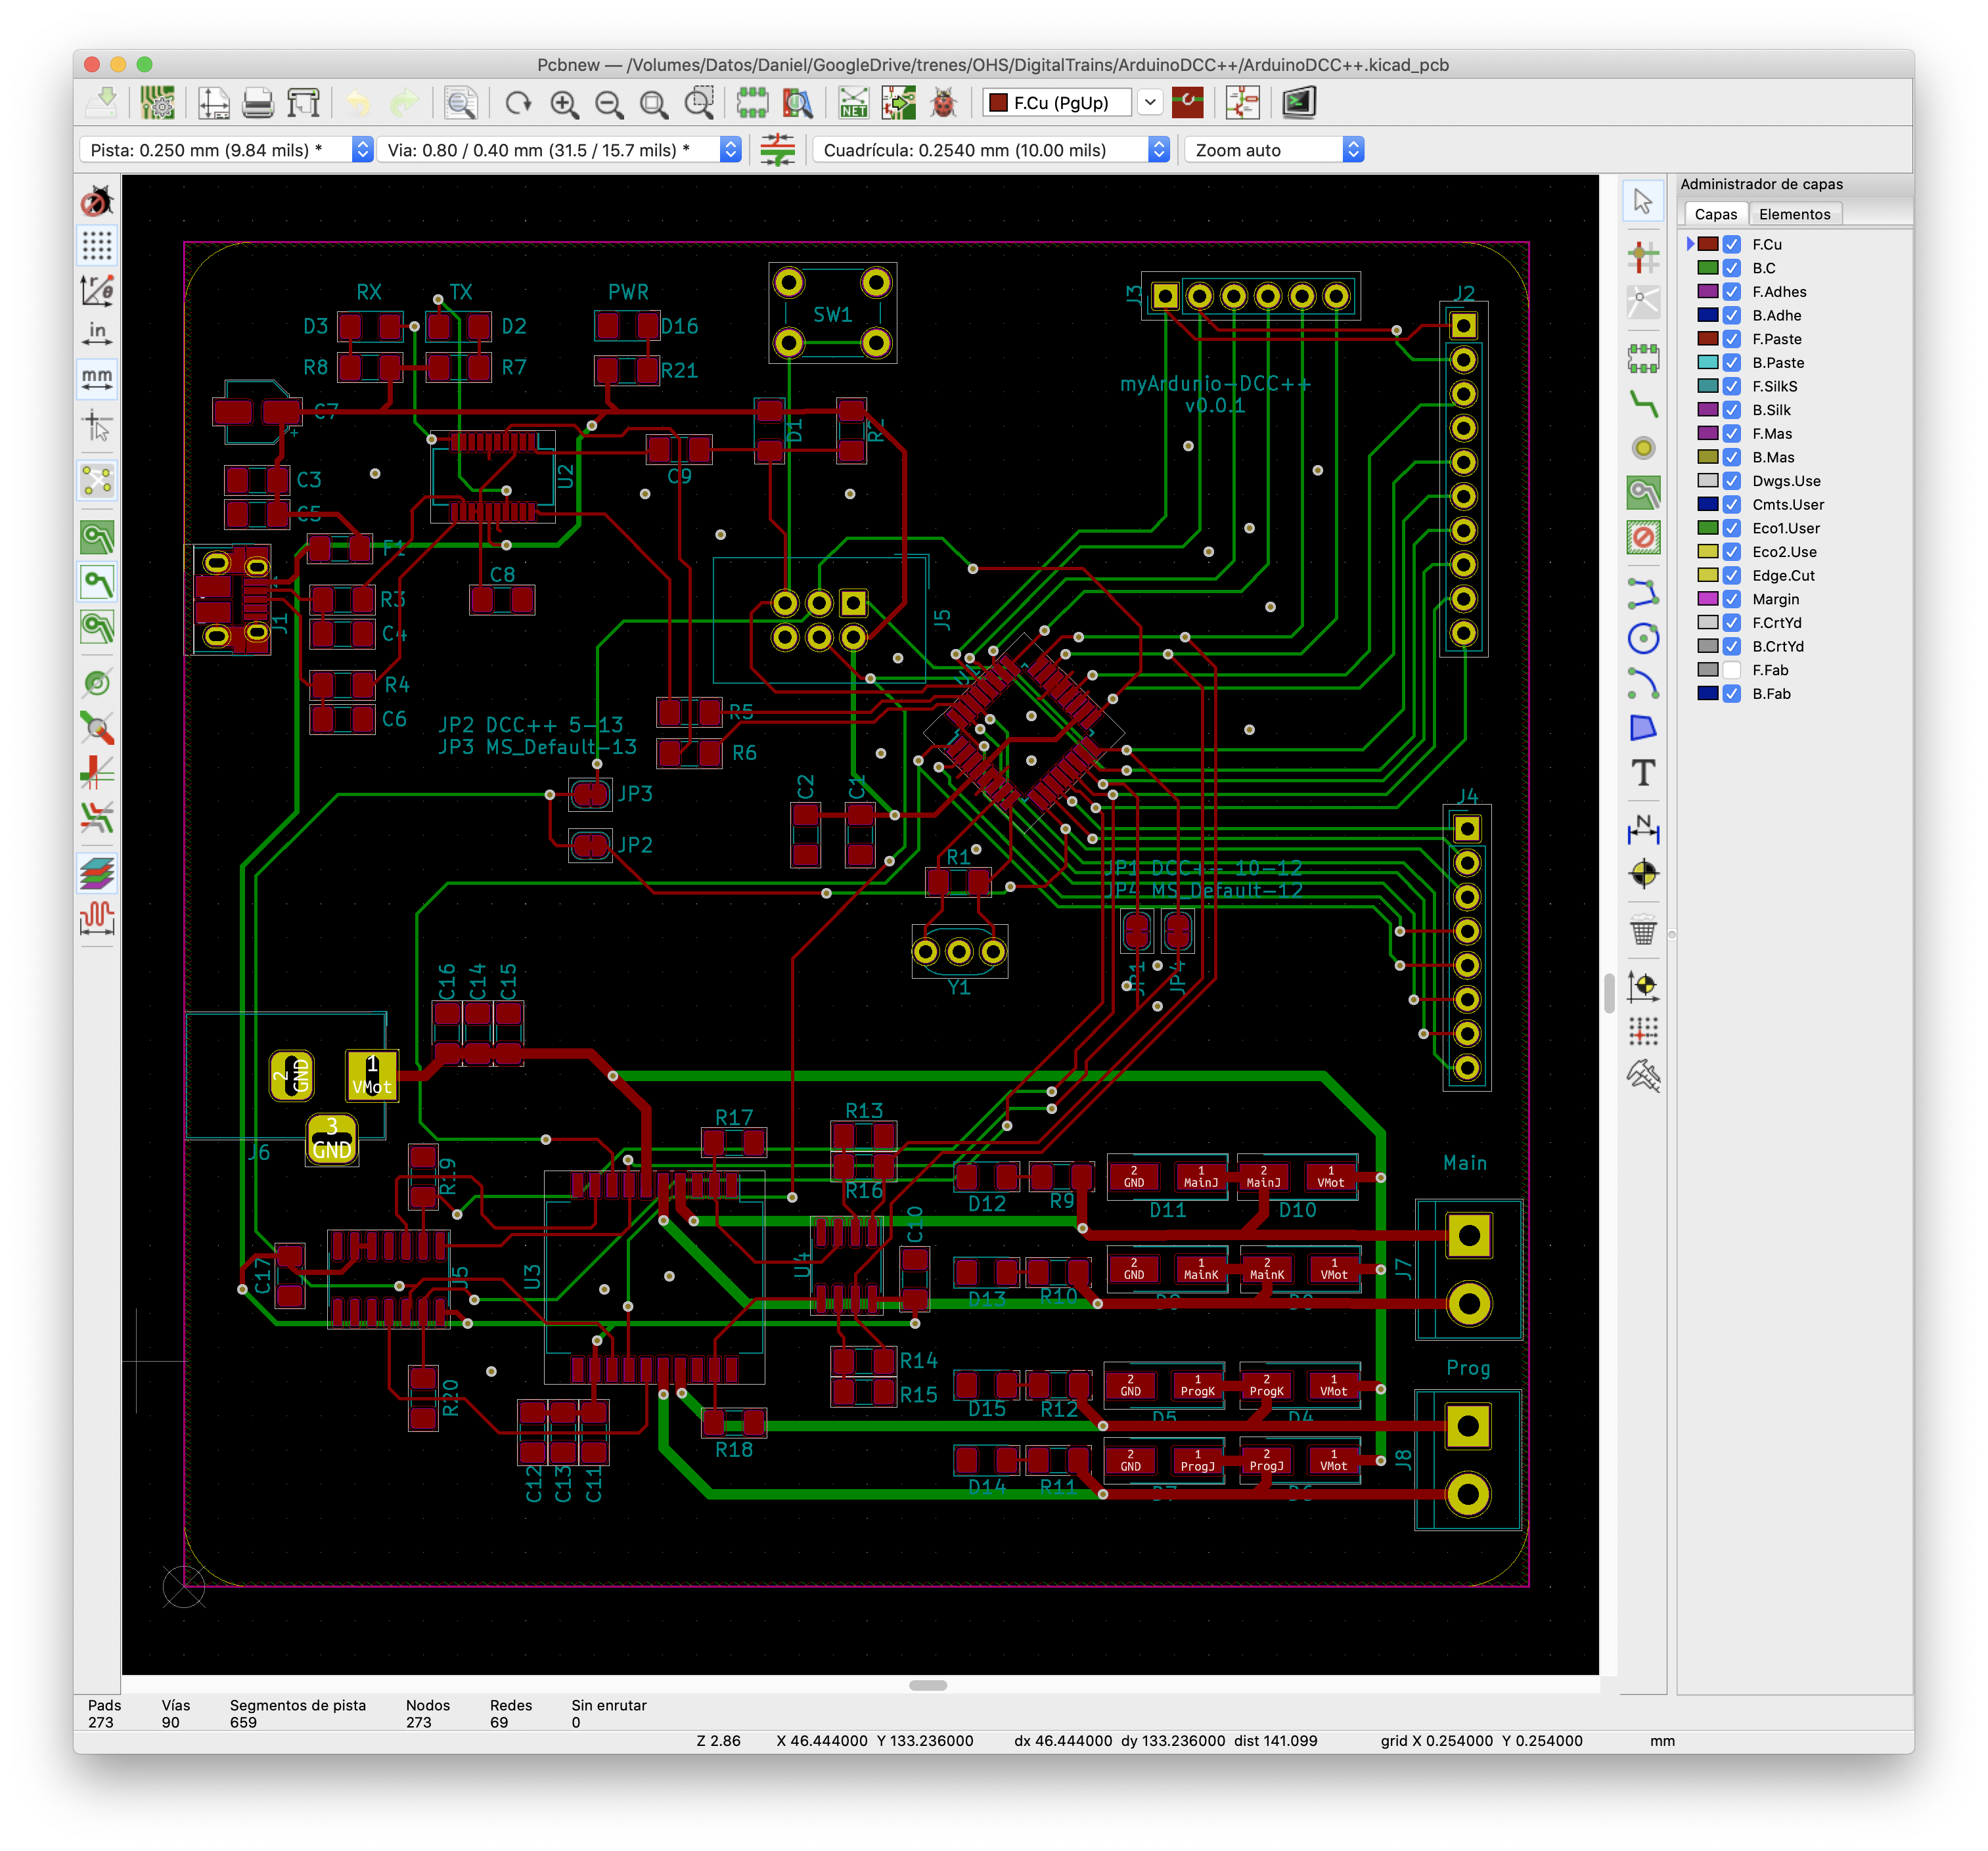 Pcbnew — /Volumes/Datos/Daniel/GoogleDrive/trenes/OHS/DigitalTrains/ArduinoDCC++/ArduinoDCC++.kicad_pcb
NET
F.Cu (PgUp)
Pista: 0.250 mm (9.84 mils) *
Via: 0.80 / 0.40 mm (31.5 / 15.7 mils) *
Cuadrícula: 0.2540 mm (10.00 mils)
Zoom auto
in
mm
Administrador de capas
Capas
Elementos
F.Cu
B.C
F.Adhes
B.Adhe
F.Paste
B.Paste
F.SilkS
B.Silk
F.Mas
B.Mas
Dwgs.Use
Cmts.User
Eco1.User
Eco2.Use
Edge.Cut
Margin
F.CrtYd
B.CrtYd
F.Fab
B.Fab
RX
TX
PWR
D3
D2
D16
SW1
J3
J2
R8
R7
R21
myArdunio-DCC++
v0.0.1
C7
D1
U2
C9
C3
C5
F1
C8
R3
J1
C4
J5
R4
C6
R5
R6
JP2 DCC++ 5-13
JP3 MS_Default-13
JP3
JP2
C2
C1
J4
R1
JP1 DCC++ 10-12
JP4 MS_Default-12
Y1
JP1
JP4
C16
C14
C15
2
GND
1
VMot
3
GND
J6
R17
R13
R16
R19
D12
R9
2
GND
1
MainJ
2
MainJ
1
VMot
D11
D10
Main
C10
C17
U5
U3
U4
D13
R10
2
GND
1
MainK
2
MainK
1
VMot
J7
Prog
R14
R15
R20
D15
R12
2
GND
1
ProgK
2
ProgK
1
VMot
D5
D4
R18
D14
R11
2
GND
1
ProgJ
2
ProgJ
1
VMot
D7
D6
J8
C12
C13
C11
Pads
273
Vías
90
Segmentos de pista
659
Nodos
273
Redes
69
Sin enrutar
0
Z 2.86
X 46.444000 Y 133.236000
dx 46.444000 dy 133.236000 dist 141.099
grid X 0.254000 Y 0.254000
mm